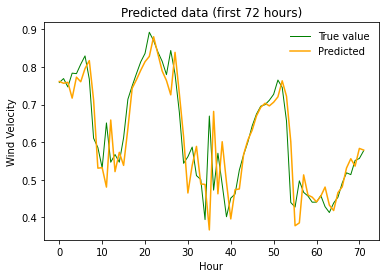 Predicted data (first 72 hours)
True value
Predicted
0.9
0.8
0.7
0.6
0.5
0.4
Wind Velocity
0 10 20 30 40 50 60 70
Hour